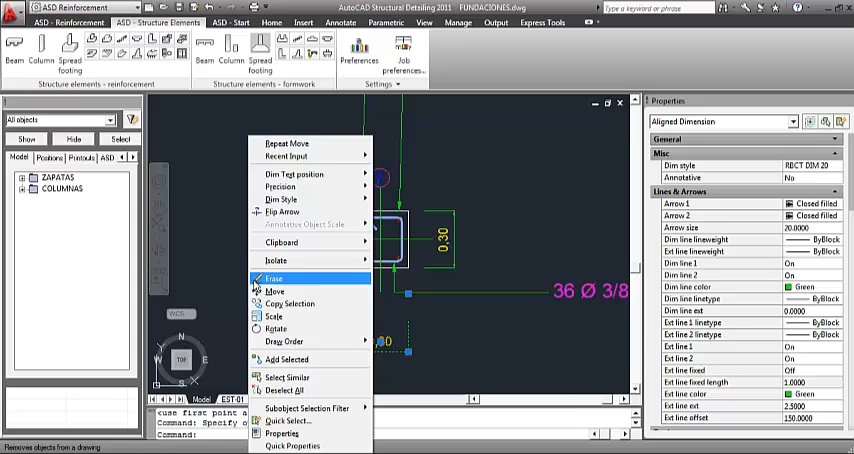 ASD Reinforcement
AutoCAD Structural Detailing 2011 FUNDACIONES.dwg
Type a keyword or phrase
ASD - Reinforcement
ASD - Structure Elements
ASD - Start
Home
Insert
Annotate
Parametric
View
Manage
Output
Express Tools
Beam
Column
Spread footing
Beam
Column
Spread footing
Preferences
Job preferences...
Structure elements - reinforcement
Structure elements - formwork
Settings
All objects
Show
Hide
Select
Model
Positions
Printouts
ASD
ZAPATAS
COLUMNAS
Repeat Move
Recent Input
Dim Text position
Precision
Dim Style
Flip Arrow
Annotative Object Scale
Clipboard
Isolate
Erase
Move
Copy Selection
Scale
Rotate
Draw Order
Add Selected
Select Similar
Deselect All
Subobject Selection Filter
Quick Select...
Properties
Quick Properties
0,30
36 Ø 3/8
WCS
N
W
TOP
E
S
Y
X
Model
EST-01
cuse first point a
Command: Specify o
Command:
Removes objects from a drawing
Properties
Aligned Dimension
General
Misc
Dim style RBCT DIM 20
Annotative No
Lines & Arrows
Arrow 1 Closed filled
Arrow 2 Closed filled
Arrow size 20.0000
Dim line lineweight ByBlock
Ext line lineweight ByBlock
Dim line 1 On
Dim line 2 On
Dim line color Green
Dim line linetype ByBlock
Dim line ext 0.0000
Ext line 1 linetype ByBlock
Ext line 2 linetype ByBlock
Ext line 1 On
Ext line 2 On
Ext line fixed Off
Ext line fixed length 1.0000
Ext line color Green
Ext line ext 2.5000
Ext line offset 150.0000